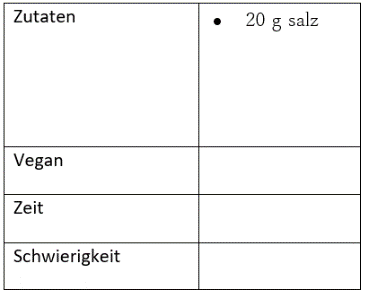 Zutaten
● 20 g salz
Vegan
Zeit
Schwierigkeit